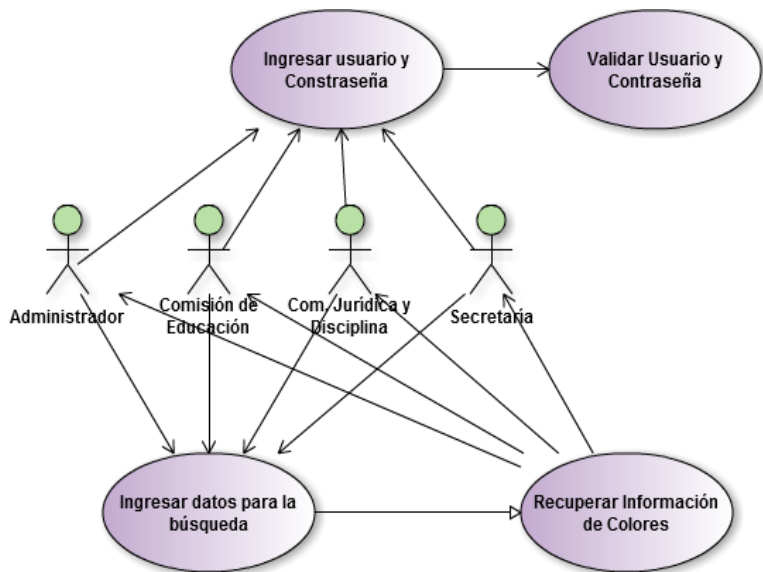 Ingresar usuario y
Constraseña
Validar Usuario y
Contraseña
Administrador
Comisión de
Educación
Com. Jurídica y
Disciplina
Secretaría
Ingresar datos para la
búsqueda
Recuperar Información
de Colores